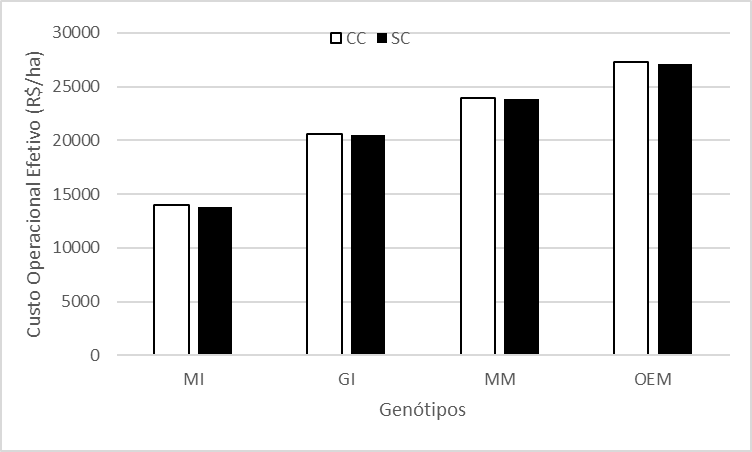 CC SC
Custo Operacional Efetivo (R$/ha)
30000
25000
20000
15000
10000
5000
0
MI GI MM OEM
Genótipos